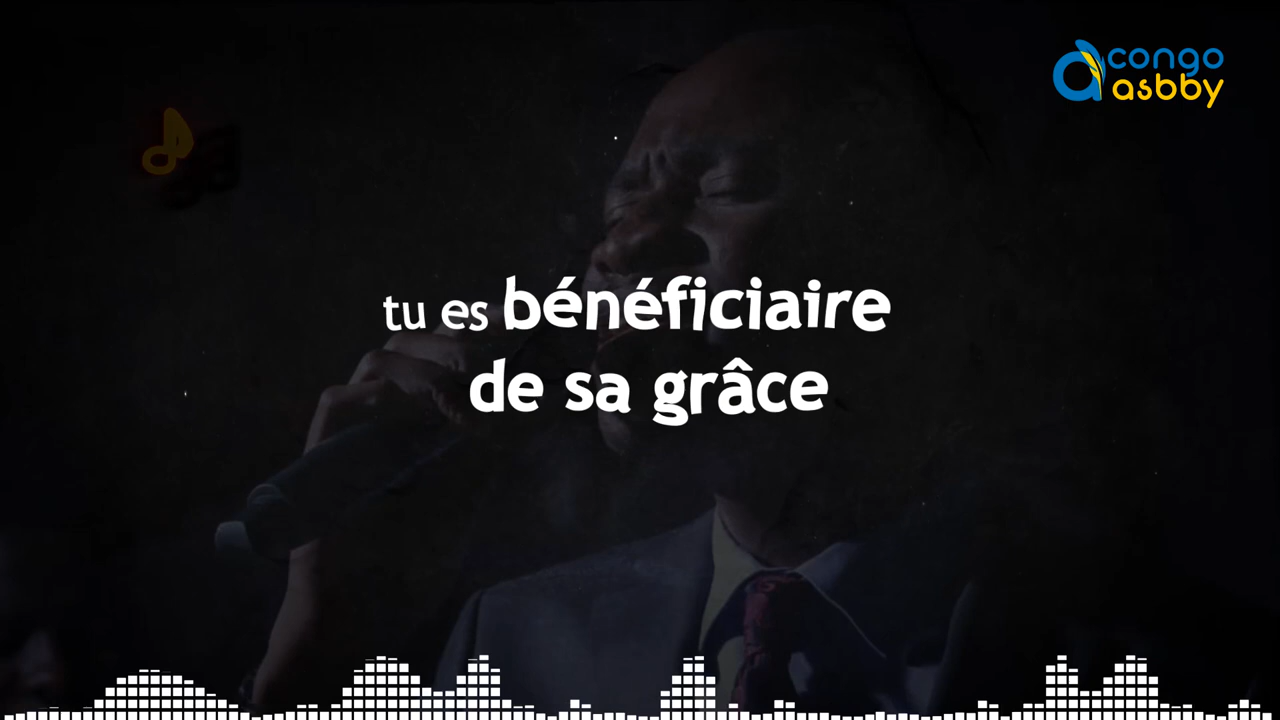 congo
asbby
tu es bénéficiaire
de sa grâce